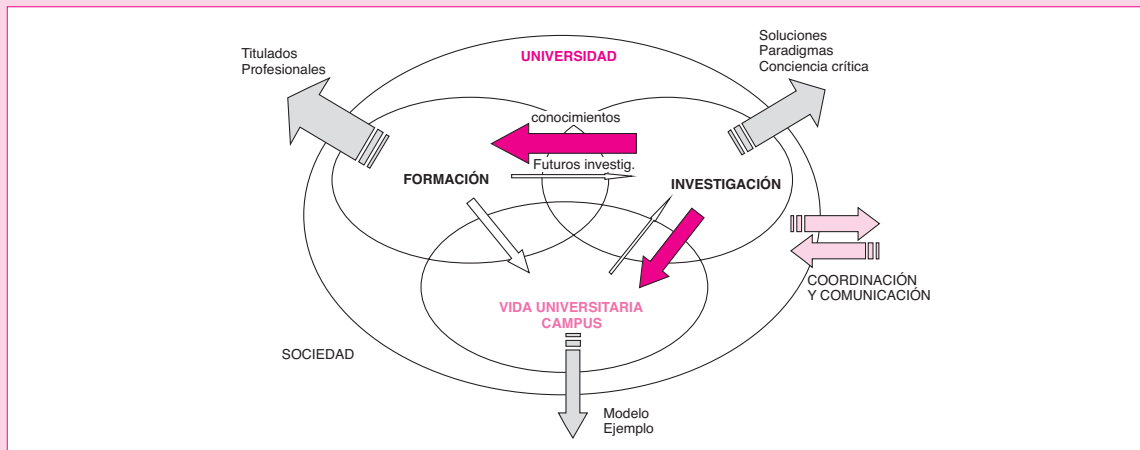 Titulados
Profesionales
UNIVERSIDAD
Soluciones
Paradigmas
Conciencia crítica
conocimientos
Futuros investig.
FORMACIÓN
INVESTIGACIÓN
COORDINACIÓN
Y COMUNICACIÓN
VIDA UNIVERSITARIA
CAMPUS
SOCIEDAD
Modelo
Ejemplo